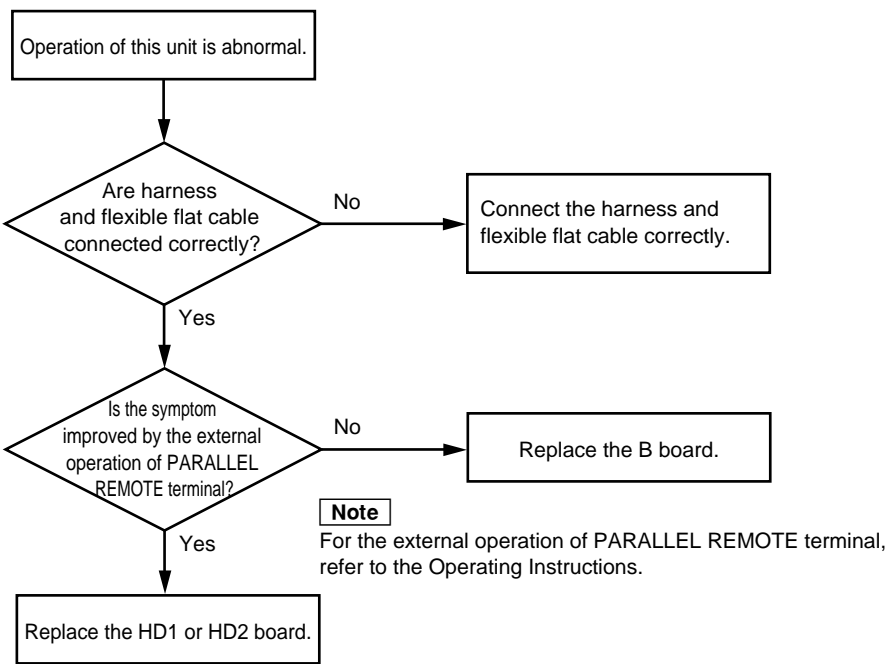 Operation of this unit is abnormal.
Are harness
and flexible flat cable
connected correctly?
No
Connect the harness and
flexible flat cable correctly.
Yes
Is the symptom
improved by the external
operation of PARALLEL
REMOTE terminal?
No
Replace the B board.
Note
For the external operation of PARALLEL REMOTE terminal,
refer to the Operating Instructions.
Yes
Replace the HD1 or HD2 board.